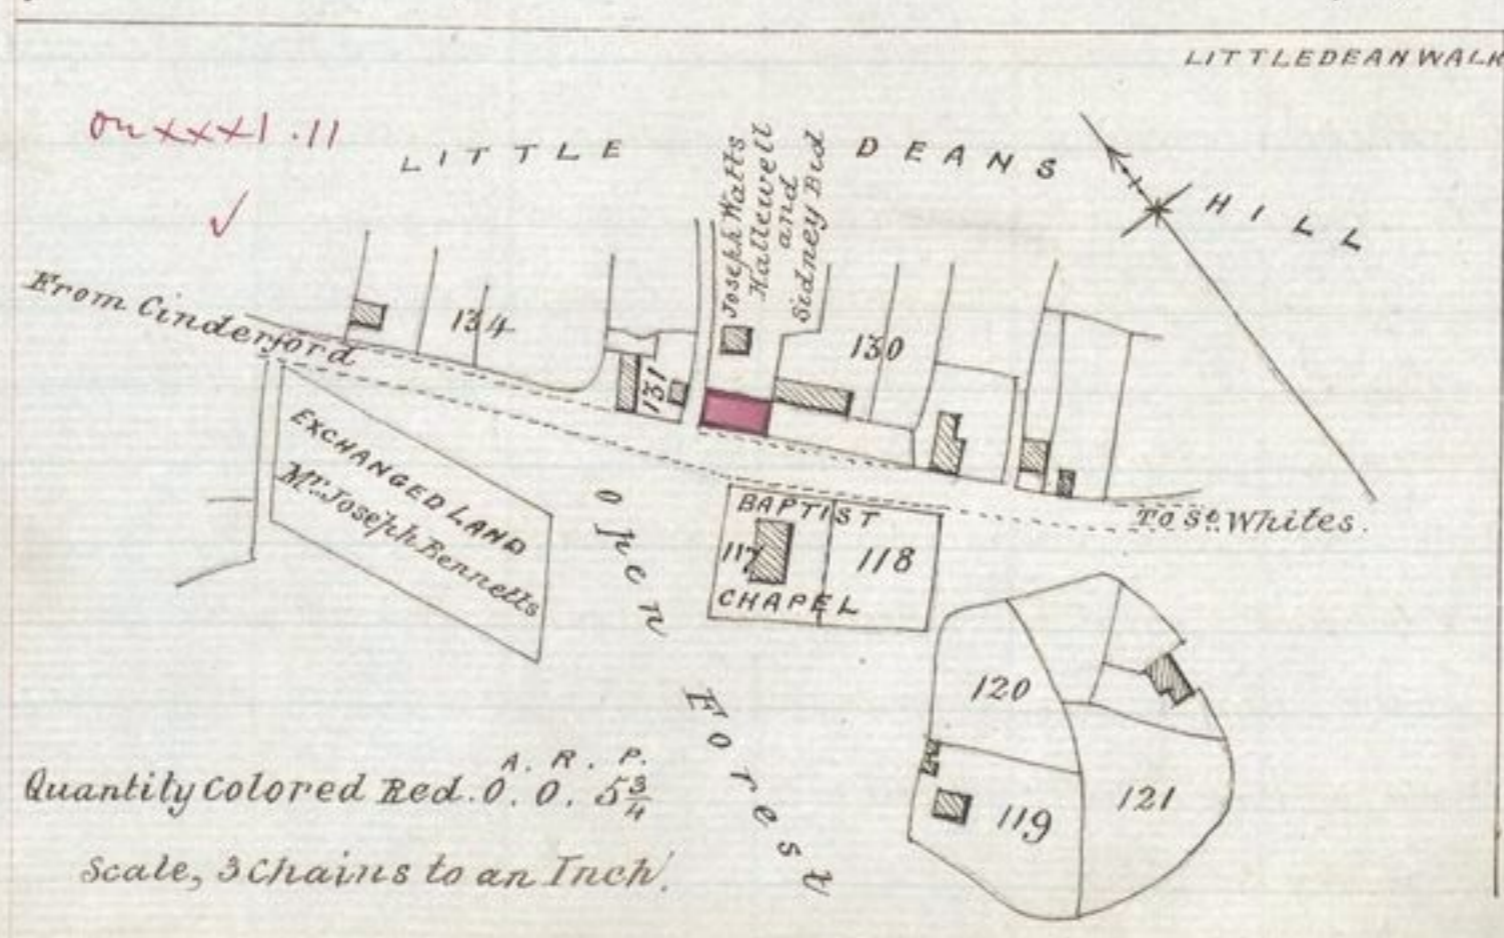 LITTLEDEAN WALK
on xxxI.11
LITTLE DEANS HILL
Joseph Watts
Hallewell
and
Sidney Bid
From Cinderford
134
131
130
EXCHANGED LAND
Mr. Joseph Bennetts
Open Forest
BAPTIST
117
118
CHAPEL
To St. Whites.
120
119
121
A. R. P.
Quantity Colored Red. 0. 0. 5¾
Scale, 3 Chains to an Inch.